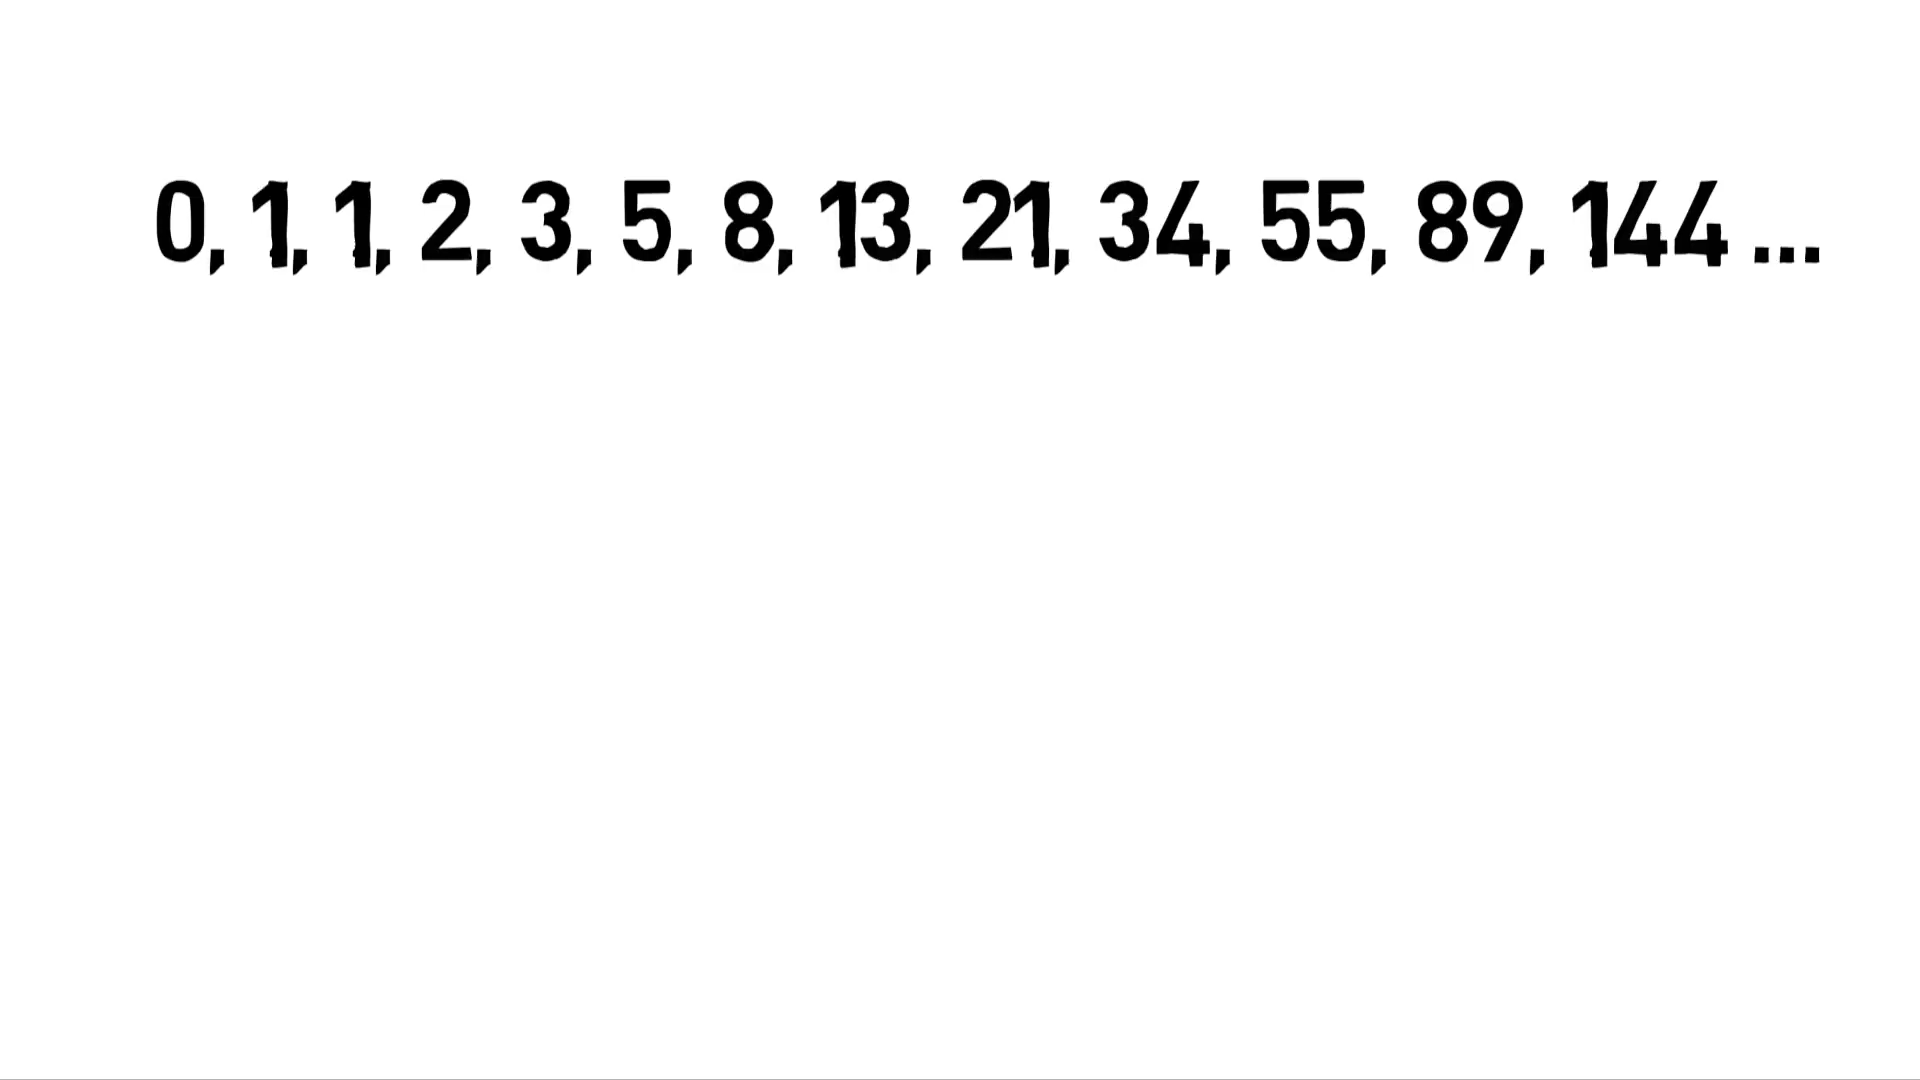 0, 1, 1, 2, 3, 5, 8, 13, 21, 34, 55, 89, 144 ...